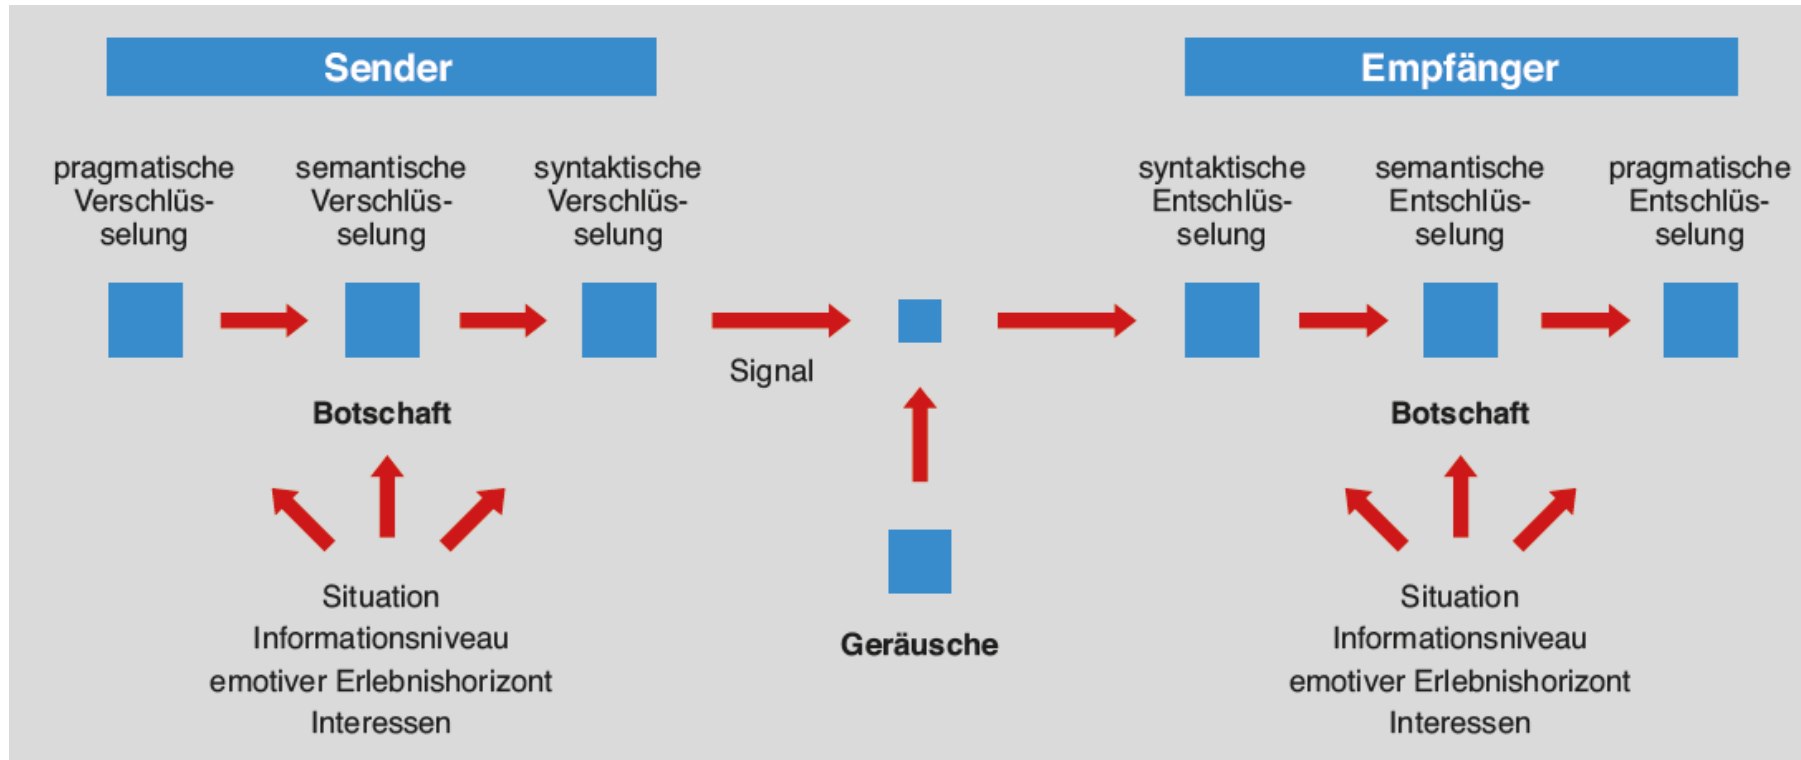 Sender
Empfänger
pragmatische
Verschlüs-
selung
semantische
Verschlüs-
selung
syntaktische
Verschlüs-
selung
syntaktische
Entschlüs-
selung
semantische
Entschlüs-
selung
pragmatische
Entschlüs-
selung
Signal
Botschaft
Botschaft
Situation
Informationsniveau
emotiver Erlebnishorizont
Interessen
Geräusche
Situation
Informationsniveau
emotiver Erlebnishorizont
Interessen